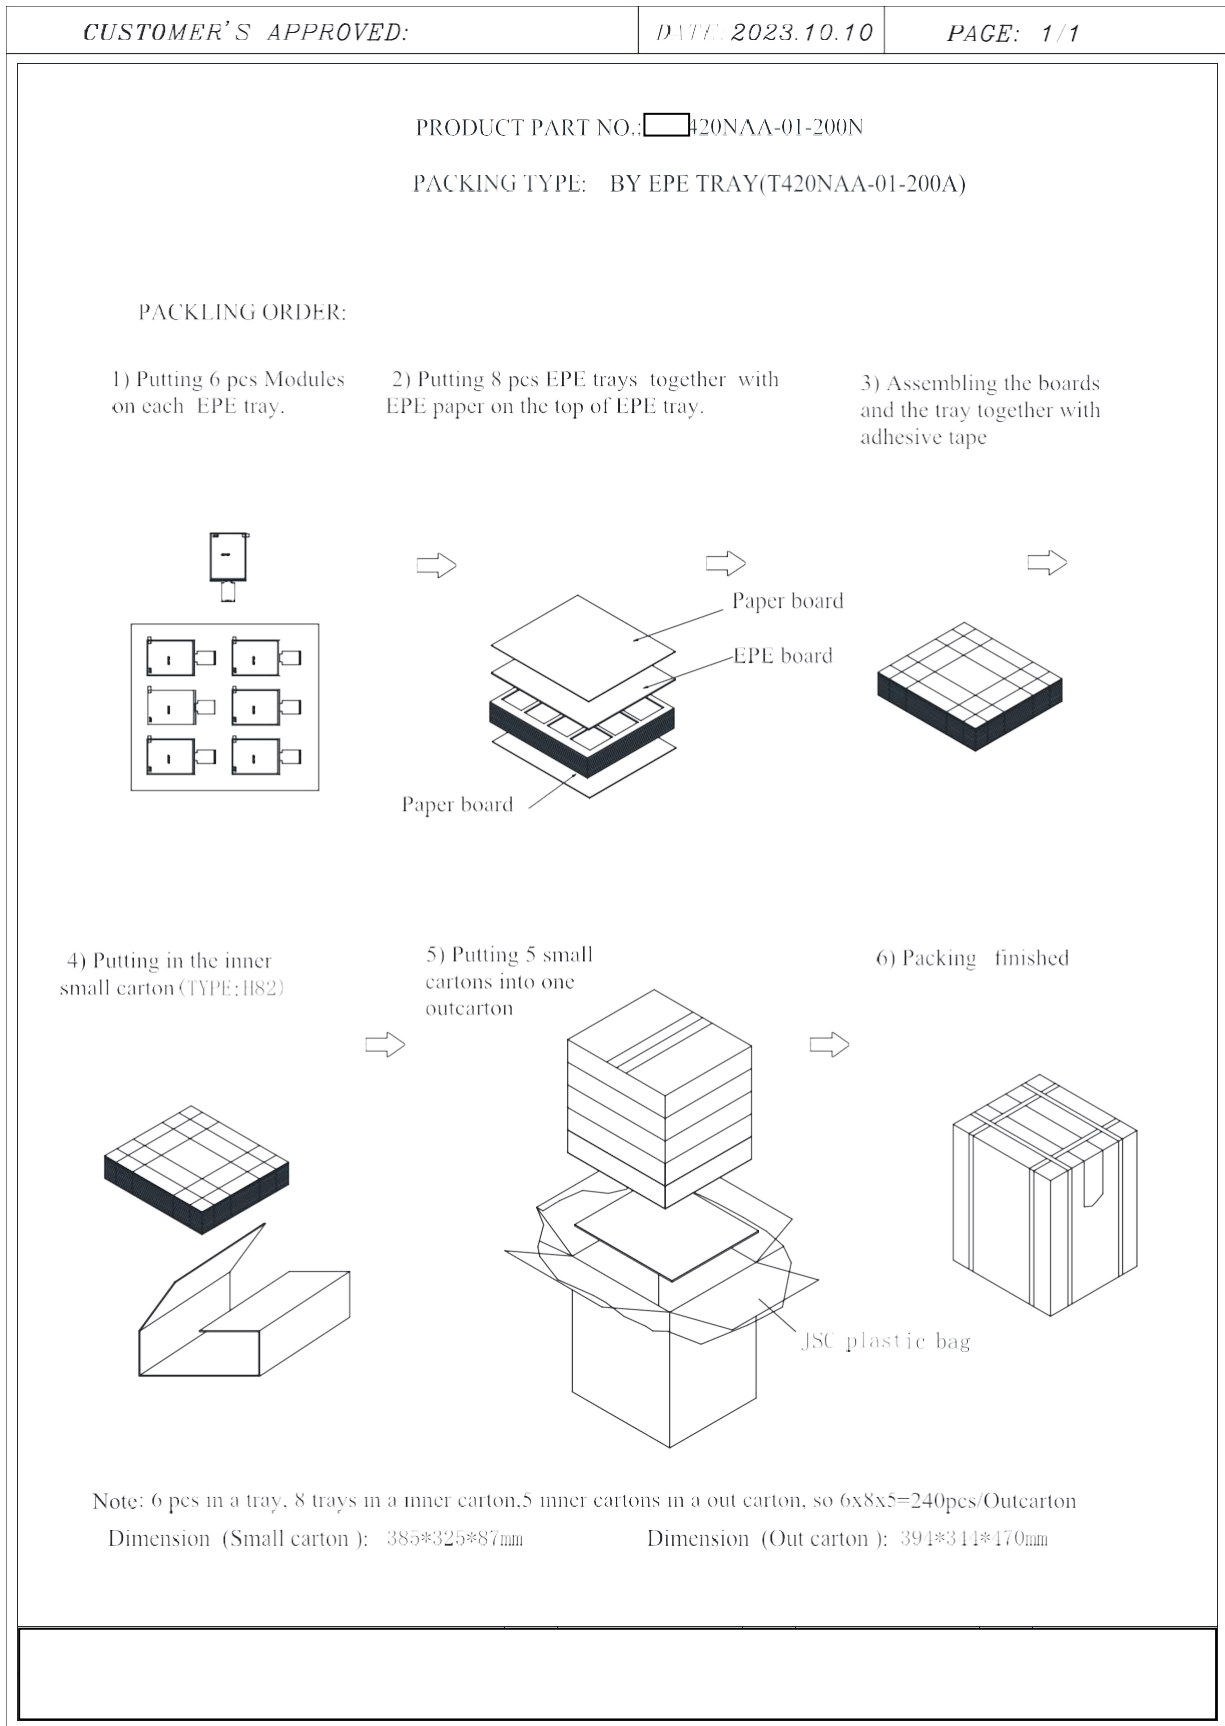 CUSTOMER'S APPROVED:
DATE: 2023.10.10
PAGE: 1/1
PRODUCT PART NO.: 420NAA-01-200N
PACKING TYPE: BY EPE TRAY(T420NAA-01-200A)
PACKLING ORDER:
1) Putting 6 pcs Modules
on each EPE tray.
2) Putting 8 pcs EPE trays together with
EPE paper on the top of EPE tray.
3) Assembling the boards
and the tray together with
adhesive tape
Paper board
EPE board
Paper board
4) Putting in the inner
small carton (TYPE:H82)
5) Putting 5 small
cartons into one
outcarton
6) Packing finished
JSC plastic bag
Note: 6 pcs in a tray, 8 trays in a inner carton,5 inner cartons in a out carton, so 6x8x5=240pcs/Outcarton
Dimension (Small carton ): 385*325*87mm
Dimension (Out carton ): 394*344*470mm